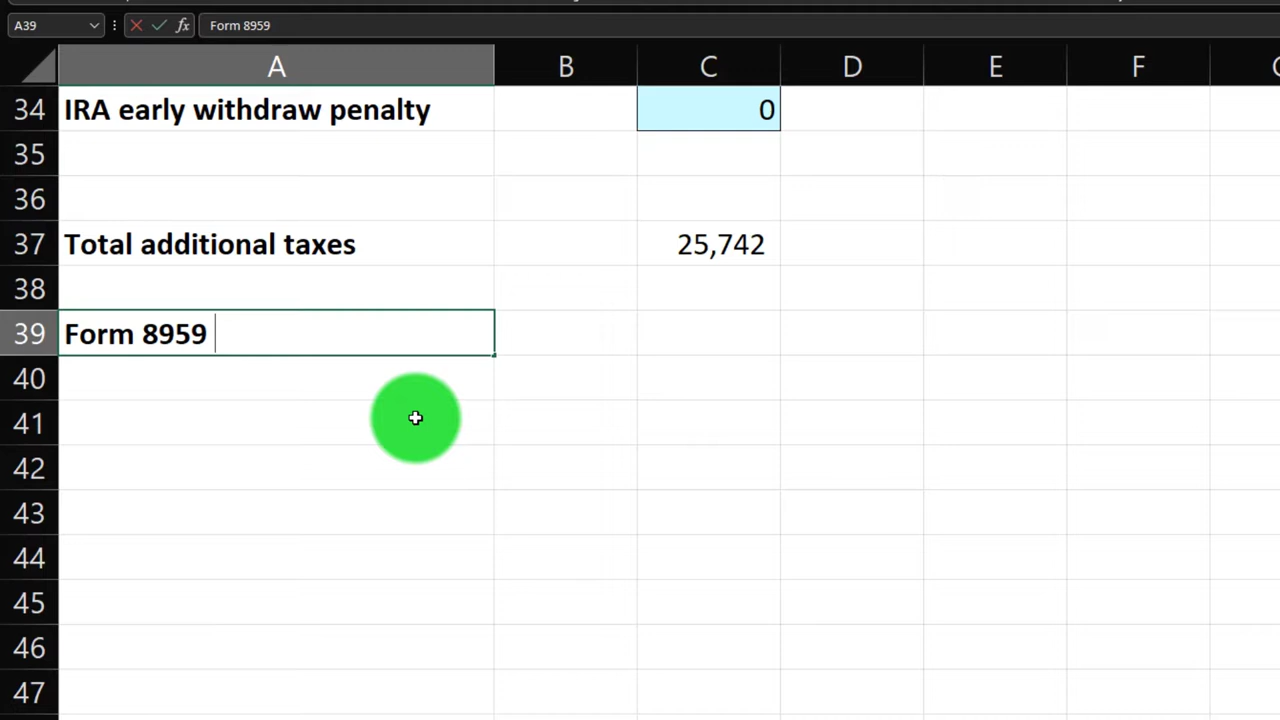 A39 fx Form 8959
A B C D E F
34 IRA early withdraw penalty 0
35
36
37 Total additional taxes 25,742
38
39 Form 8959
40
41
42
43
44
45
46
47